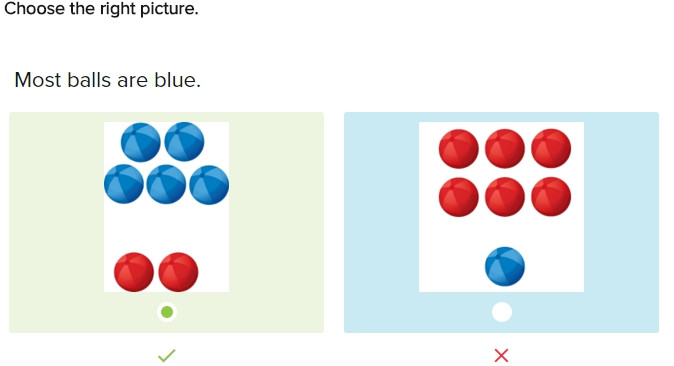 Choose the right picture.
Most balls are blue.